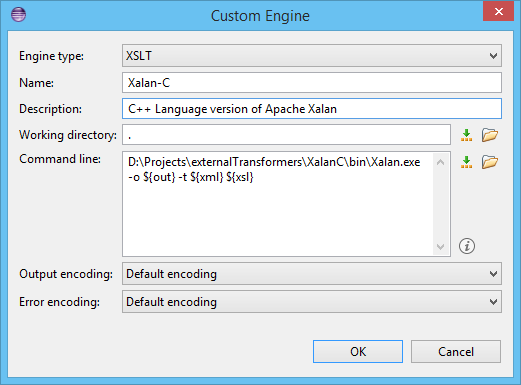 Custom Engine
Engine type: XSLT
Name: Xalan-C
Description: C++ Language version of Apache Xalan
Working directory: .
Command line: D:\Projects\externalTransformers\XalanC\bin\Xalan.exe
-o ${out} -t ${xml} ${xsl}
Output encoding: Default encoding
Error encoding: Default encoding
OK Cancel